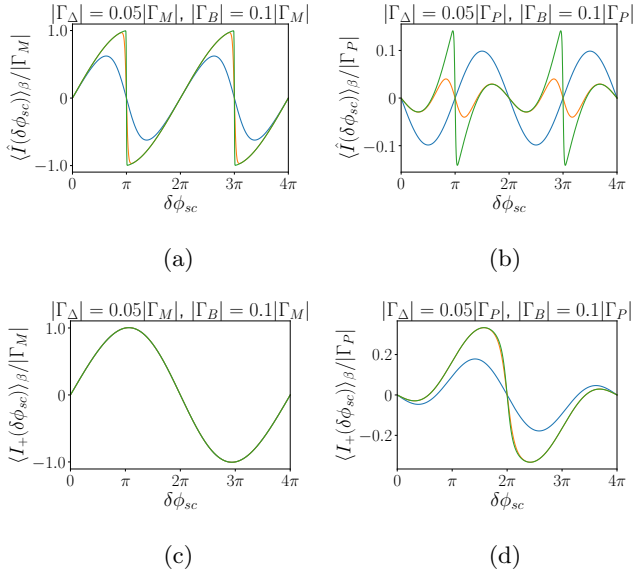 |Γ_Δ| = 0.05|Γ_M|, |Γ_B| = 0.1|Γ_M|
⟨Î(δϕ_sc)⟩_β/|Γ_M|
1.0
0
−1.0
0 π 2π 3π 4π
δϕ_sc
(a)
|Γ_Δ| = 0.05|Γ_P|, |Γ_B| = 0.1|Γ_P|
⟨Î(δϕ_sc)⟩_β/|Γ_P|
0.1
0
−0.1
0 π 2π 3π 4π
δϕ_sc
(b)
|Γ_Δ| = 0.05|Γ_M|, |Γ_B| = 0.1|Γ_M|
⟨I_+(δϕ_sc)⟩_β/|Γ_M|
1.0
0
−1.0
0 π 2π 3π 4π
δϕ_sc
(c)
|Γ_Δ| = 0.05|Γ_P|, |Γ_B| = 0.1|Γ_P|
⟨I_+(δϕ_sc)⟩_β/|Γ_P|
0.2
0
−0.2
0 π 2π 3π 4π
δϕ_sc
(d)